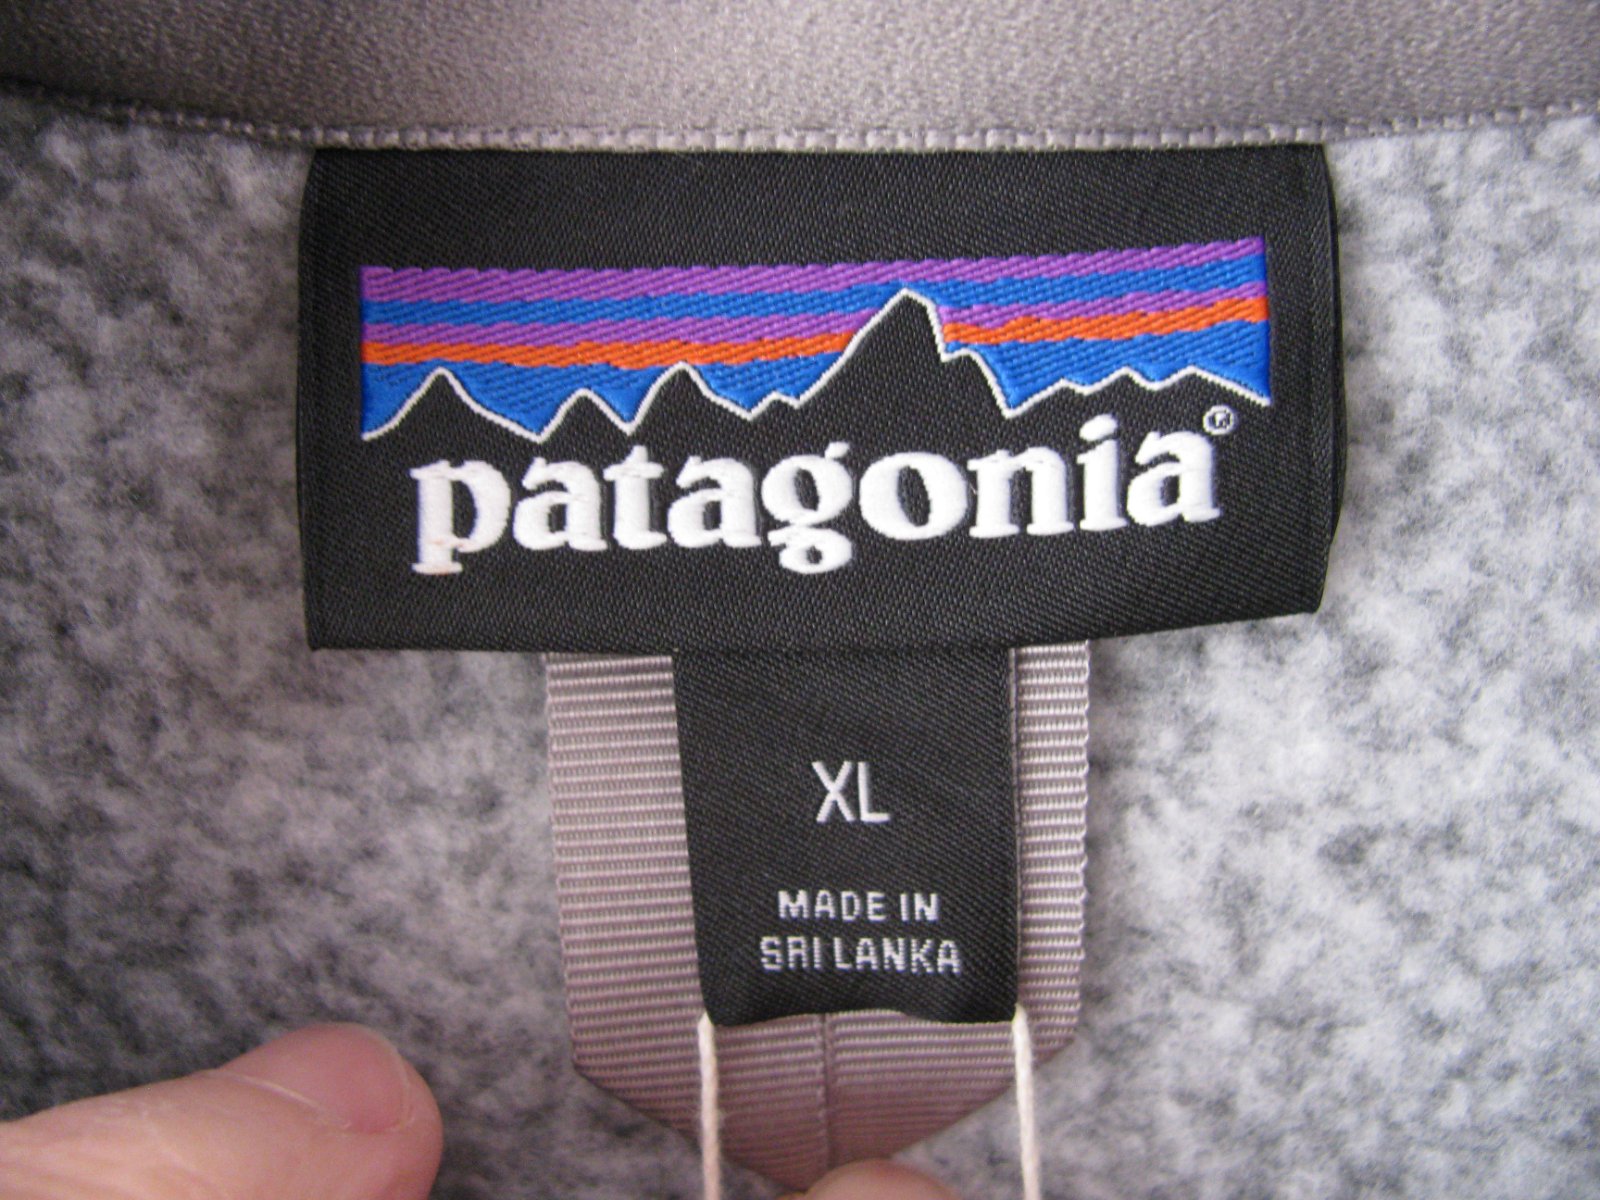 patagonia®
XL
MADE IN
SRI LANKA